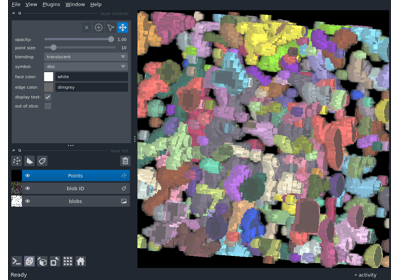 File View Plugins Window Help
opacity: 1.00
point size: 10
blending: translucent
symbol: disc
face color: white
edge color: dimgrey
display text: ✓
out of slice:
Points
blob ID
blobs
Ready
activity